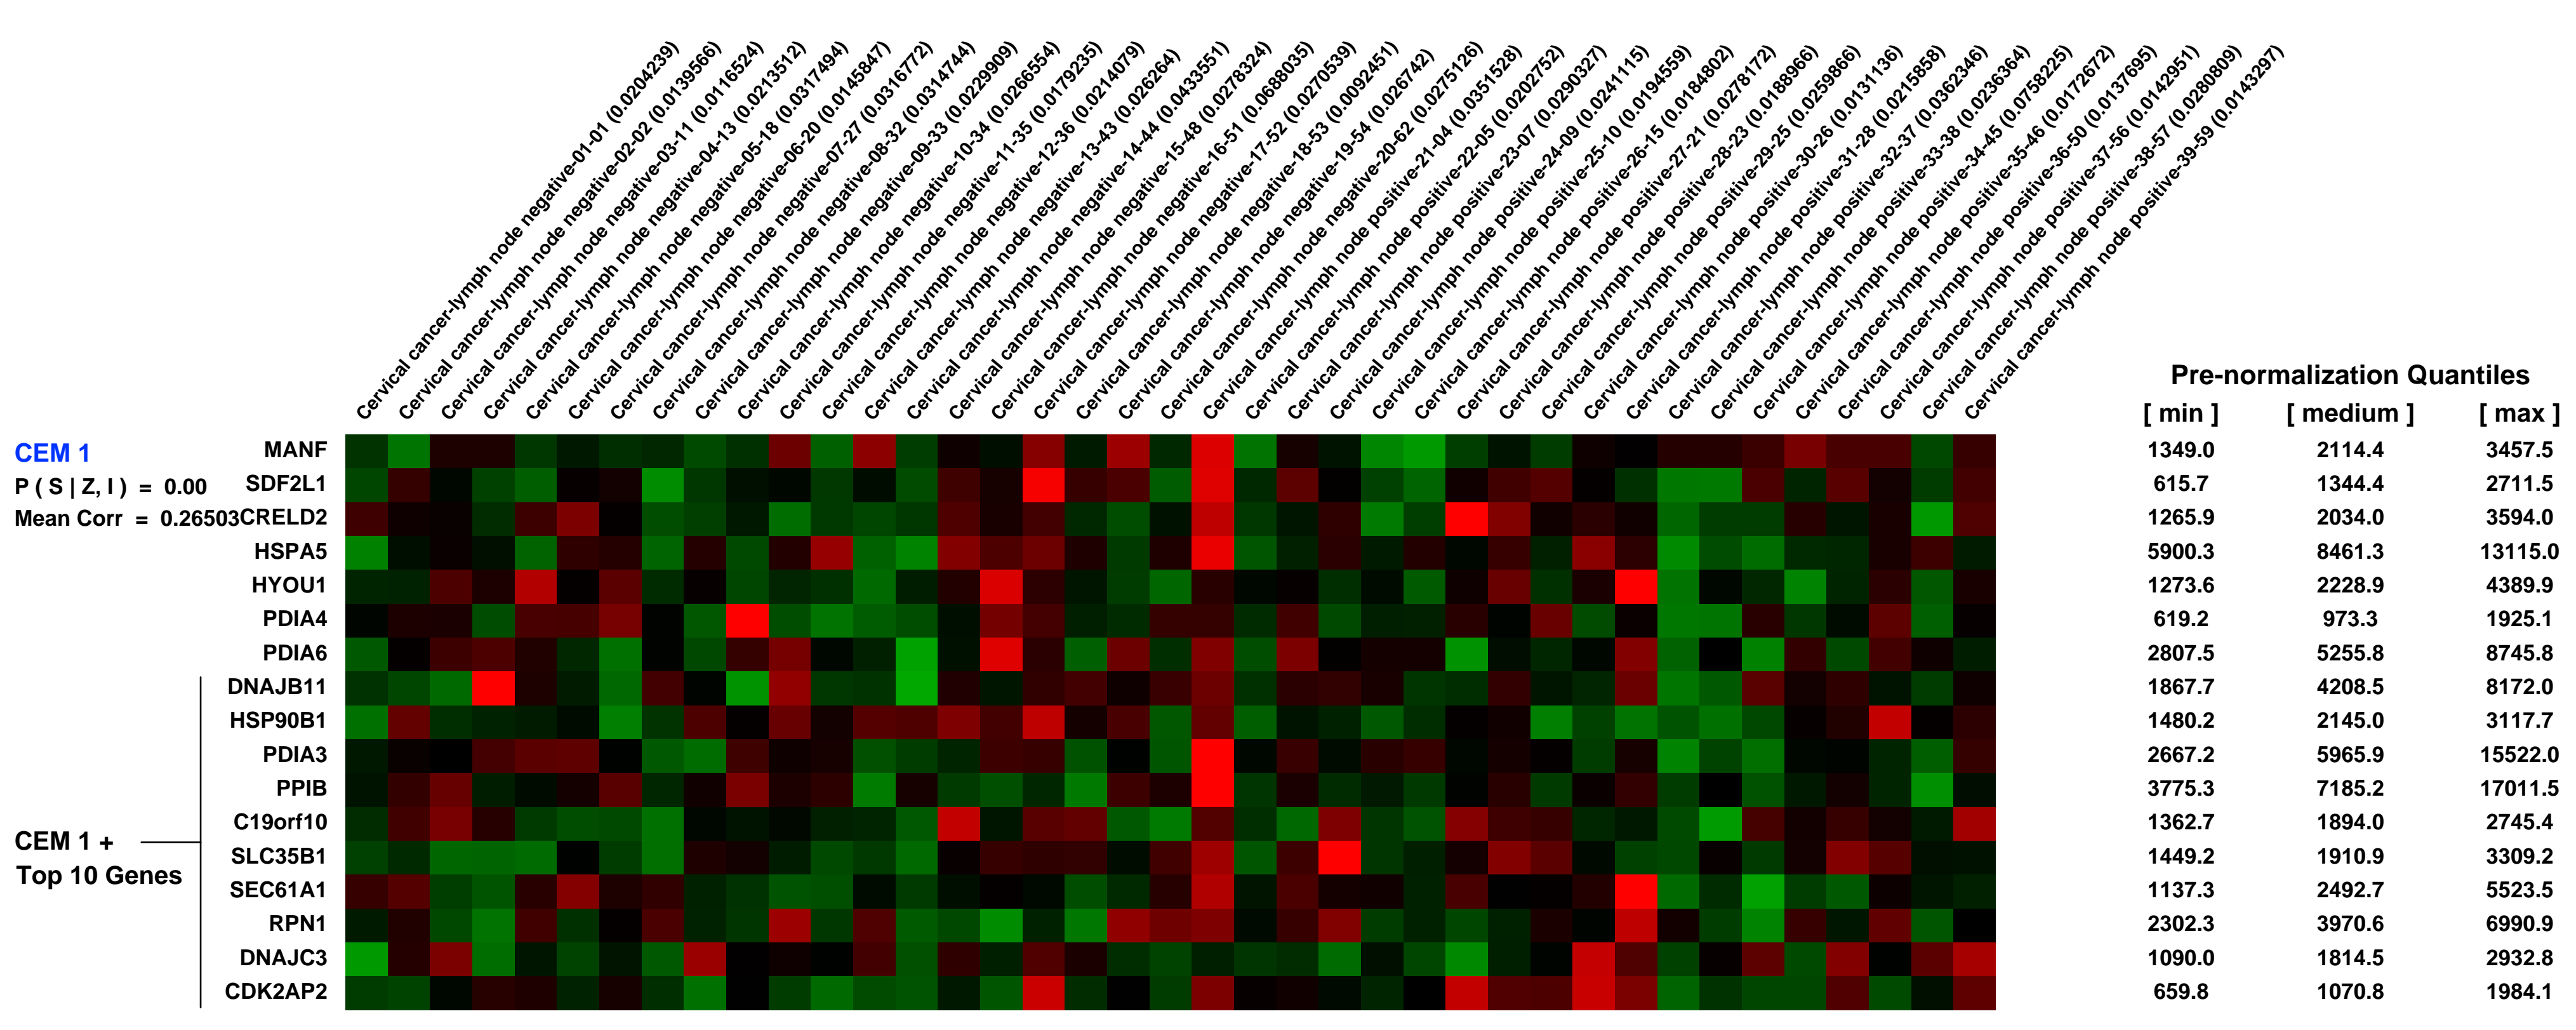 Cervical cancer-lymph node negative-01-01 (0.0204239)
Cervical cancer-lymph node negative-02-02 (0.0139566)
Cervical cancer-lymph node negative-03-11 (0.0116524)
Cervical cancer-lymph node negative-04-13 (0.0213512)
Cervical cancer-lymph node negative-05-18 (0.0317494)
Cervical cancer-lymph node negative-06-20 (0.0145847)
Cervical cancer-lymph node negative-07-27 (0.0316772)
Cervical cancer-lymph node negative-08-32 (0.0314744)
Cervical cancer-lymph node negative-09-33 (0.0229909)
Cervical cancer-lymph node negative-10-34 (0.0266554)
Cervical cancer-lymph node negative-11-35 (0.0179235)
Cervical cancer-lymph node negative-12-36 (0.0214079)
Cervical cancer-lymph node negative-13-43 (0.026264)
Cervical cancer-lymph node negative-14-44 (0.0433551)
Cervical cancer-lymph node negative-15-48 (0.0278324)
Cervical cancer-lymph node negative-16-51 (0.0688035)
Cervical cancer-lymph node negative-17-52 (0.0270539)
Cervical cancer-lymph node negative-18-53 (0.0092451)
Cervical cancer-lymph node negative-19-54 (0.026742)
Cervical cancer-lymph node negative-20-62 (0.0275126)
Cervical cancer-lymph node positive-21-04 (0.0351528)
Cervical cancer-lymph node positive-22-05 (0.0202752)
Cervical cancer-lymph node positive-23-07 (0.0290327)
Cervical cancer-lymph node positive-24-09 (0.0241115)
Cervical cancer-lymph node positive-25-10 (0.0194559)
Cervical cancer-lymph node positive-26-15 (0.0184802)
Cervical cancer-lymph node positive-27-21 (0.0278172)
Cervical cancer-lymph node positive-28-23 (0.0188966)
Cervical cancer-lymph node positive-29-25 (0.0259866)
Cervical cancer-lymph node positive-30-26 (0.0131136)
Cervical cancer-lymph node positive-31-28 (0.0215858)
Cervical cancer-lymph node positive-32-37 (0.0362346)
Cervical cancer-lymph node positive-33-38 (0.0236364)
Cervical cancer-lymph node positive-34-45 (0.0758225)
Cervical cancer-lymph node positive-35-46 (0.0172672)
Cervical cancer-lymph node positive-36-50 (0.0137695)
Cervical cancer-lymph node positive-37-56 (0.0142951)
Cervical cancer-lymph node positive-38-57 (0.0280809)
Cervical cancer-lymph node positive-39-59 (0.0143297)
Pre-normalization Quantiles
[ min ] [ medium ] [ max ]
CEM 1
P ( S | Z, I ) = 0.00
Mean Corr = 0.26503
MANF 1349.0 2114.4 3457.5
SDF2L1 615.7 1344.4 2711.5
CRELD2 1265.9 2034.0 3594.0
HSPA5 5900.3 8461.3 13115.0
HYOU1 1273.6 2228.9 4389.9
PDIA4 619.2 973.3 1925.1
PDIA6 2807.5 5255.8 8745.8
DNAJB11 1867.7 4208.5 8172.0
HSP90B1 1480.2 2145.0 3117.7
PDIA3 2667.2 5965.9 15522.0
PPIB 3775.3 7185.2 17011.5
C19orf10 1362.7 1894.0 2745.4
SLC35B1 1449.2 1910.9 3309.2
SEC61A1 1137.3 2492.7 5523.5
RPN1 2302.3 3970.6 6990.9
DNAJC3 1090.0 1814.5 2932.8
CDK2AP2 659.8 1070.8 1984.1
CEM 1 +
Top 10 Genes